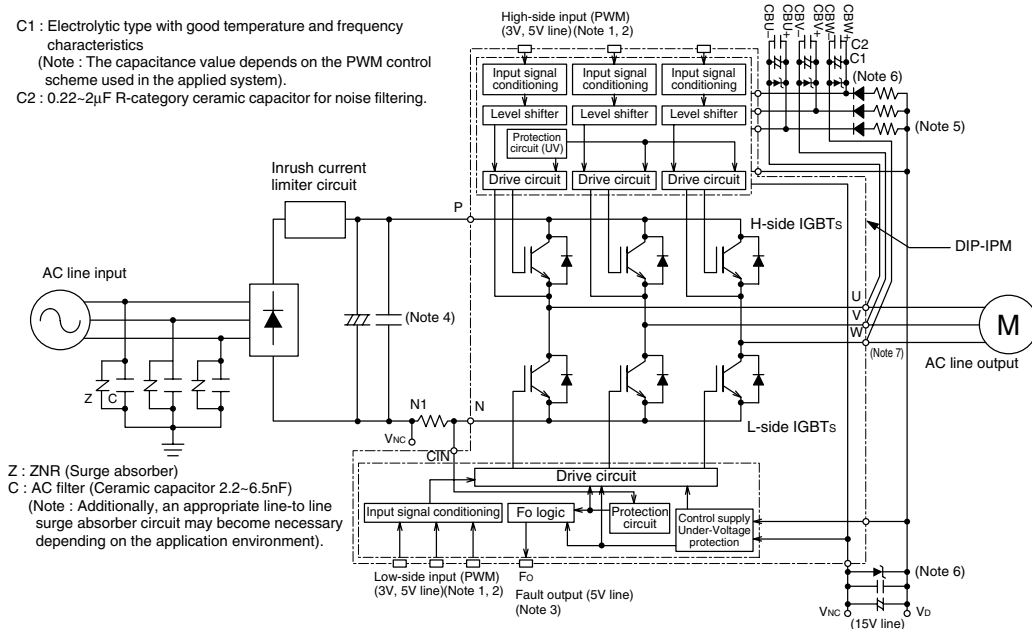 C1 : Electrolytic type with good temperature and frequency
characteristics
(Note : The capacitance value depends on the PWM control
scheme used in the applied system).
C2 : 0.22~2μF R-category ceramic capacitor for noise filtering.
High-side input (PWM)
(3V, 5V line) (Note 1, 2)
CBU−
CBU+
CBV−
CBV+
CBW−
CBW+
C2
C1
(Note 6)
(Note 5)
Input signal
conditioning
Input signal
conditioning
Input signal
conditioning
Level shifter
Level shifter
Level shifter
Protection
circuit (UV)
Drive circuit
Drive circuit
Drive circuit
Inrush current
limiter circuit
P
H-side IGBTs
DIP-IPM
AC line input
(Note 4)
U
V
W
(Note 7)
M
AC line output
Z
C
N1
N
VNC
CIN
L-side IGBTs
Z : ZNR (Surge absorber)
C : AC filter (Ceramic capacitor 2.2~6.5nF)
(Note : Additionally, an appropriate line-to line
surge absorber circuit may become necessary
depending on the application environment).
Drive circuit
Input signal conditioning
Fo logic
Protection
circuit
Control supply
Under-Voltage
protection
Low-side input (PWM)
(3V, 5V line)(Note 1, 2)
FO
Fault output (5V line)
(Note 3)
(Note 6)
VNC
(15V line)
VD